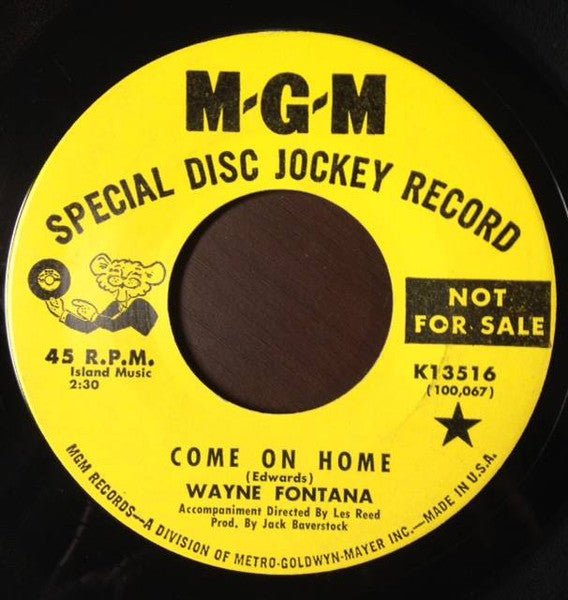 M-G-M
SPECIAL DISC JOCKEY RECORD
NOT
FOR SALE
45 R.P.M.
Island Music
2:30
K13516
(100,067)
COME ON HOME
(Edwards)
WAYNE FONTANA
Accompaniment Directed By Les Reed
Prod. By Jack Baverstock
MGM RECORDS—A DIVISION OF METRO-GOLDWYN-MAYER INC.—MADE IN U.S.A.